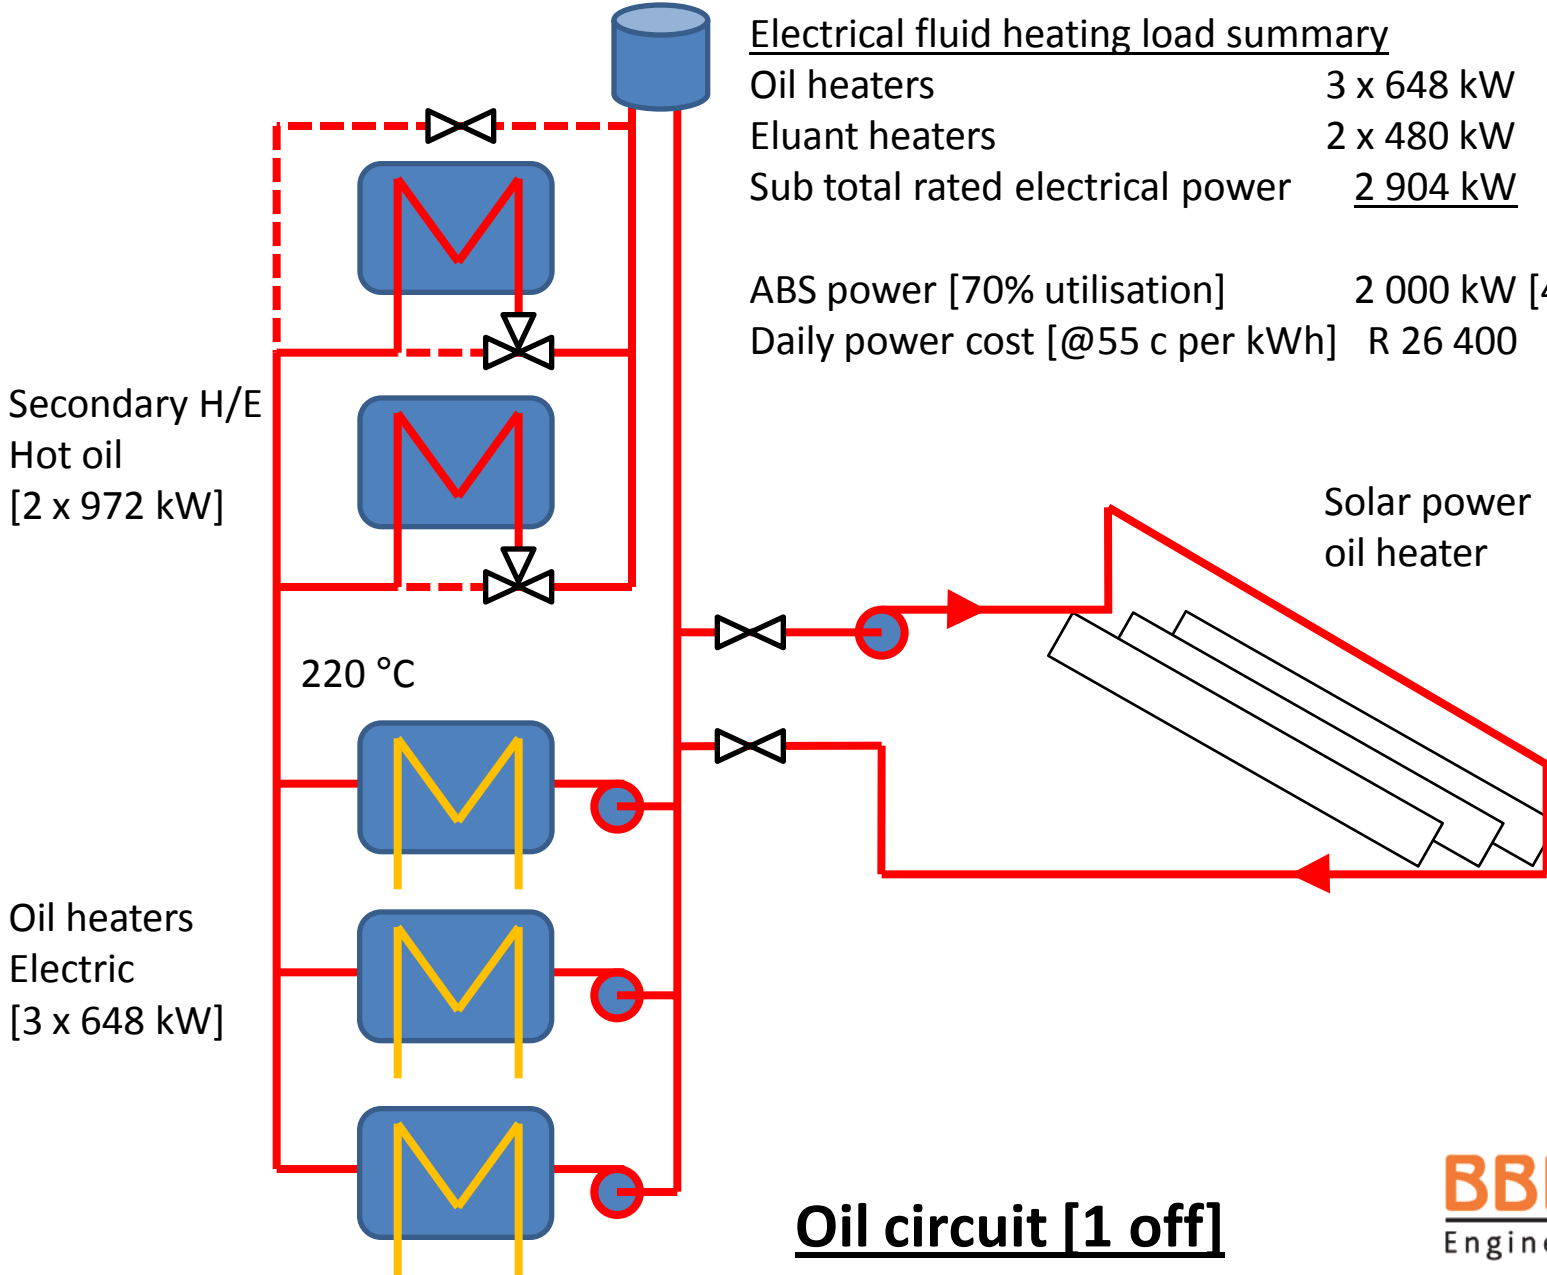 Electrical fluid heating load summary
Oil heaters 3 x 648 kW
Eluant heaters 2 x 480 kW
Sub total rated electrical power 2 904 kW
ABS power [70% utilisation] 2 000 kW [4
Daily power cost [@55 c per kWh] R 26 400
Secondary H/E
Hot oil
[2 x 972 kW]
Solar power
oil heater
220 °C
Oil heaters
Electric
[3 x 648 kW]
Oil circuit [1 off]